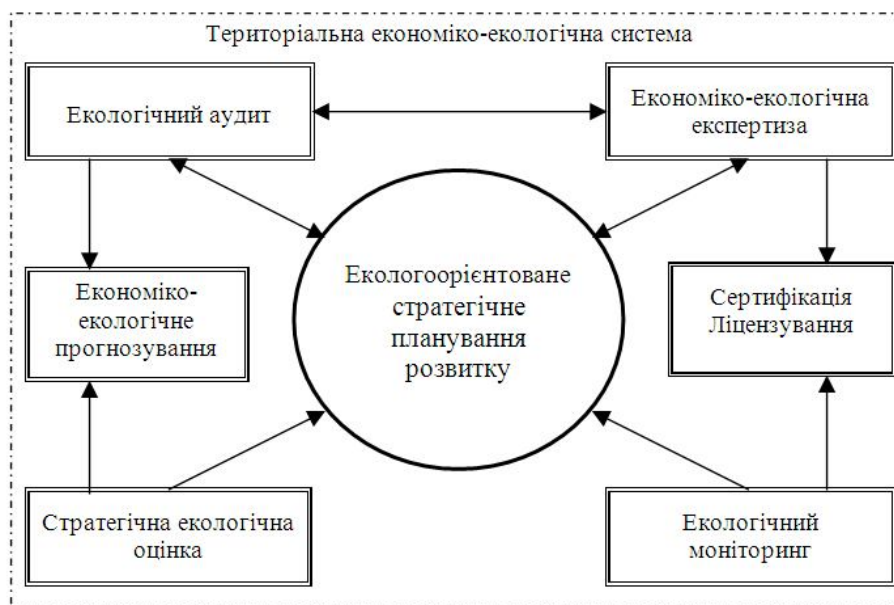 Територіальна економіко-екологічна система
Екологічний аудит
Економіко-екологічна
експертиза
Економіко-
екологічне
прогнозування
Екологоорієнтоване
стратегічне
планування
розвитку
Сертифікація
Ліцензування
Стратегічна екологічна
оцінка
Екологічний
моніторинг